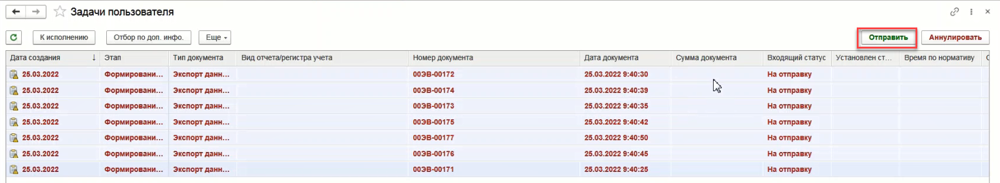 Задачи пользователя
К исполнению Отбор по доп. инфо. Еще Отправить Аннулировать
Дата создания ↓ Этап Тип документа Вид отчета/регистра учета Номер документа Дата документа Сумма документа Входящий статус Установлен ст... Время по нормативу
25.03.2022 Формировани... Экспорт данн... 00ЭВ-00172 25.03.2022 9:40:30 На отправку
25.03.2022 Формировани... Экспорт данн... 00ЭВ-00174 25.03.2022 9:40:39 На отправку
25.03.2022 Формировани... Экспорт данн... 00ЭВ-00173 25.03.2022 9:40:35 На отправку
25.03.2022 Формировани... Экспорт данн... 00ЭВ-00175 25.03.2022 9:40:42 На отправку
25.03.2022 Формировани... Экспорт данн... 00ЭВ-00177 25.03.2022 9:40:50 На отправку
25.03.2022 Формировани... Экспорт данн... 00ЭВ-00176 25.03.2022 9:40:45 На отправку
25.03.2022 Формировани... Экспорт данн... 00ЭВ-00171 25.03.2022 9:40:25 На отправку